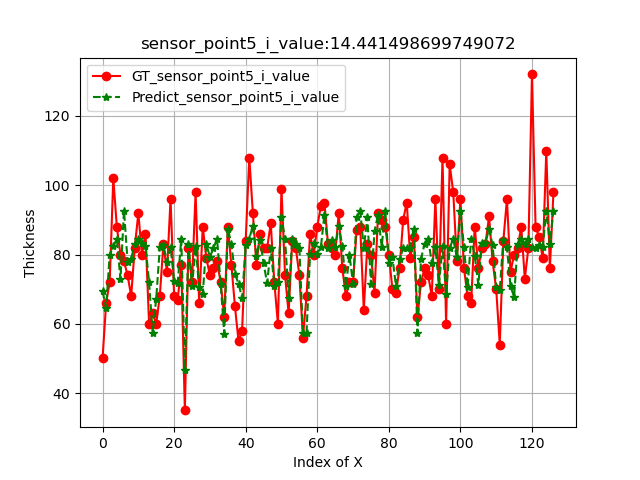 sensor_point5_i_value:14.441498699749072
GT_sensor_point5_i_value
Predict_sensor_point5_i_value
Thickness
120
100
80
60
40
0 20 40 60 80 100 120
Index of X